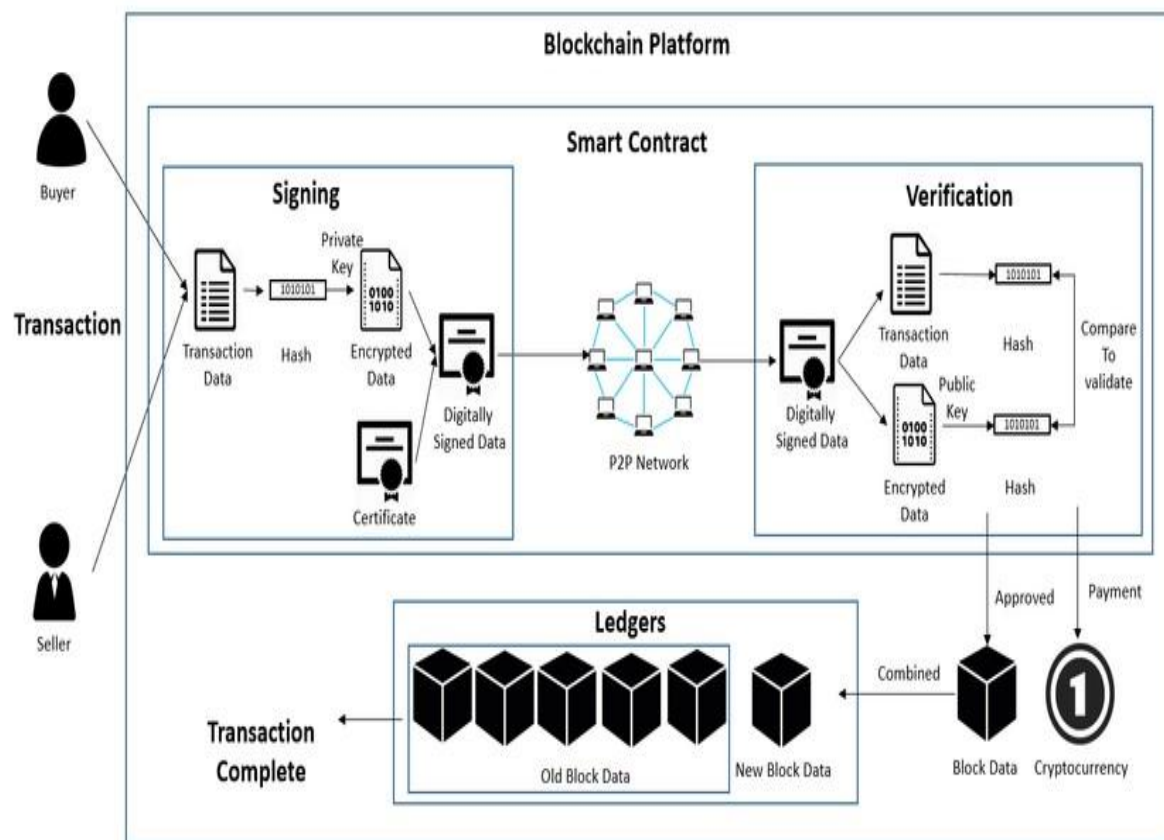 Blockchain Platform
Smart Contract
Buyer
Seller
Transaction
Signing
Transaction
Data
1010101
Hash
Private
Key
0100
1010
Encrypted
Data
Certificate
Digitally
Signed Data
P2P Network
Verification
Digitally
Signed Data
Transaction
Data
1010101
Hash
0100
1010
Encrypted
Data
Public
Key
1010101
Hash
Compare
To
validate
Approved
Payment
Block Data
1
Cryptocurrency
Combined
Ledgers
Old Block Data
New Block Data
Transaction
Complete